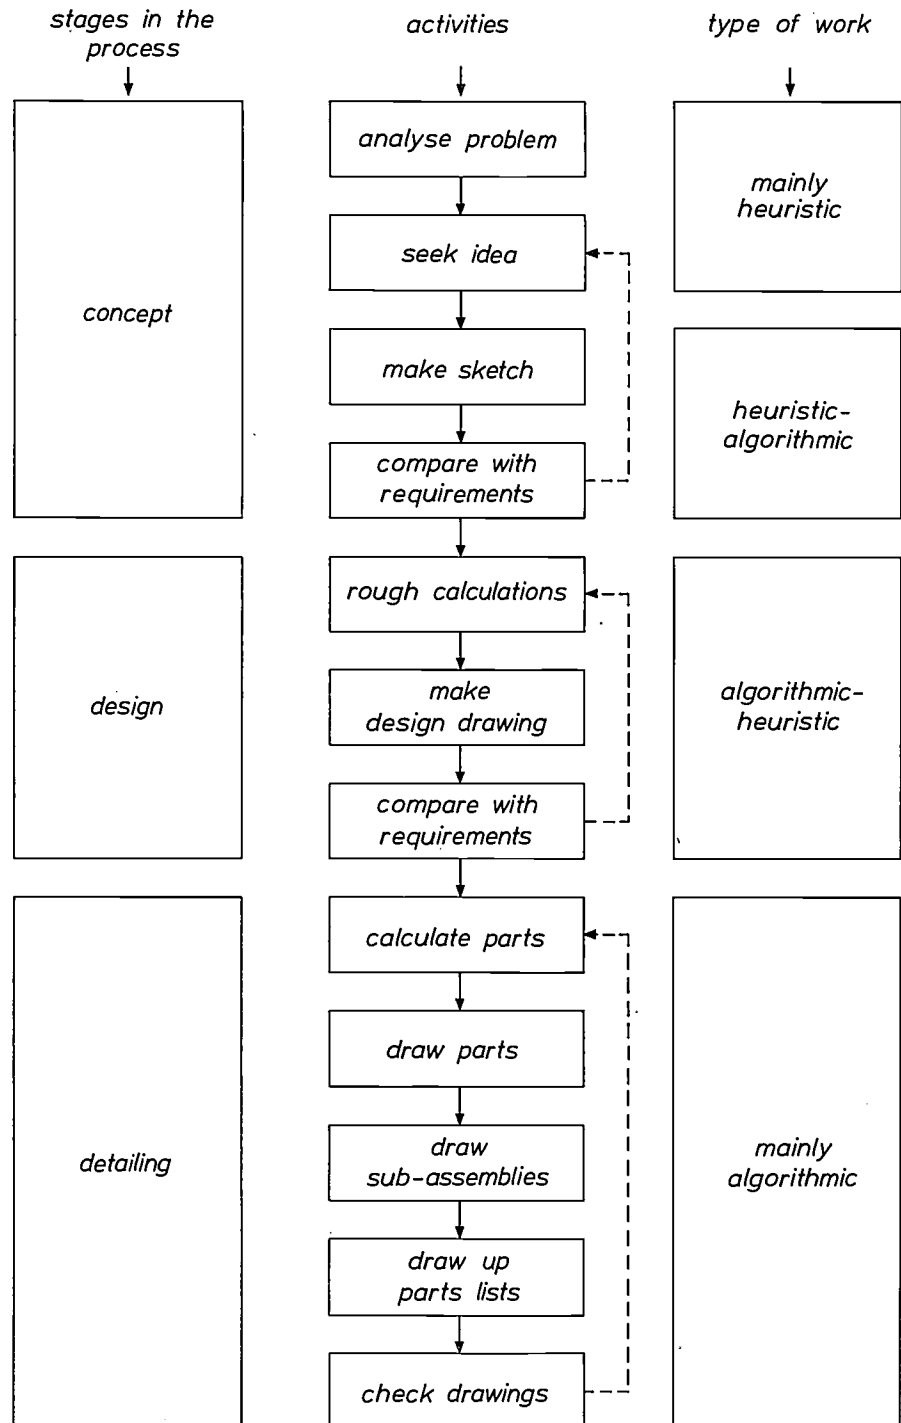 stages in the
process
activities
type of work
analyse problem
mainly
heuristic
seek idea
concept
make sketch
heuristic-
algorithmic
compare with
requirements
rough calculations
design
make
design drawing
algorithmic-
heuristic
compare with
requirements
calculate parts
draw parts
detailing
draw
sub-assemblies
mainly
algorithmic
draw up
parts lists
check drawings